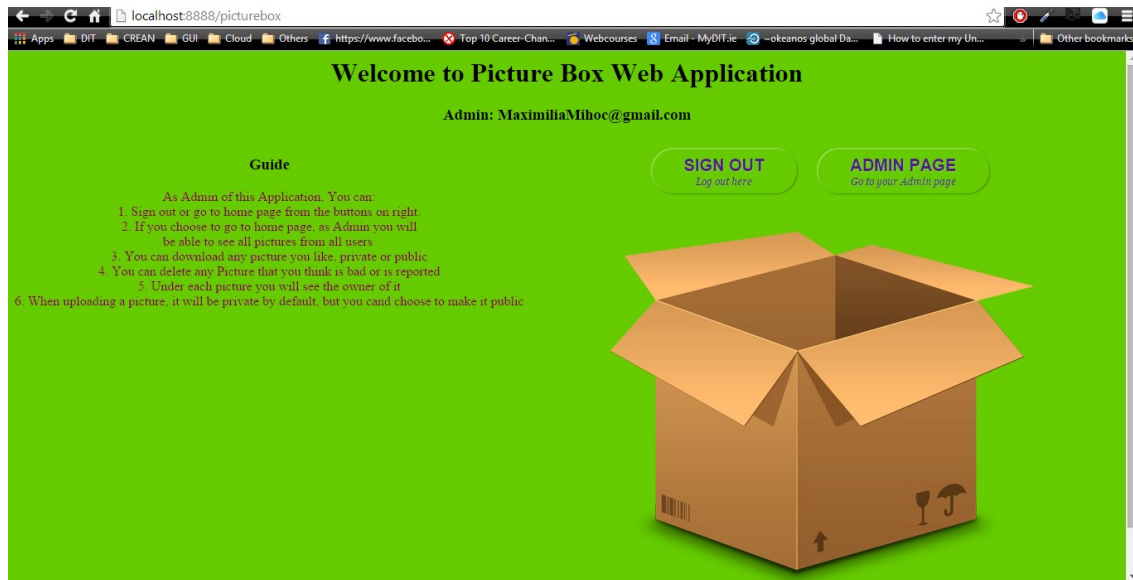 localhost:8888/picturebox
Apps DIT CREAN GUI Cloud Others https://www.facebo... Top 10 Career-Chan... Webcourses Email - MyDIT.ie ~okeanos global Da... How to enter my Un... » Other bookmarks
Welcome to Picture Box Web Application
Admin: MaximiliaMihoc@gmail.com
Guide
As Admin of this Application, You can:
1. Sign out or go to home page from the buttons on right.
2. If you choose to go to home page, as Admin you will
be able to see all pictures from all users
3. You can download any picture you like, private or public
4. You can delete any Picture that you think is bad or is reported
5. Under each picture you will see the owner of it
6. When uploading a picture, it will be private by default, but you cand choose to make it public
SIGN OUT
Log out here
ADMIN PAGE
Go to your Admin page